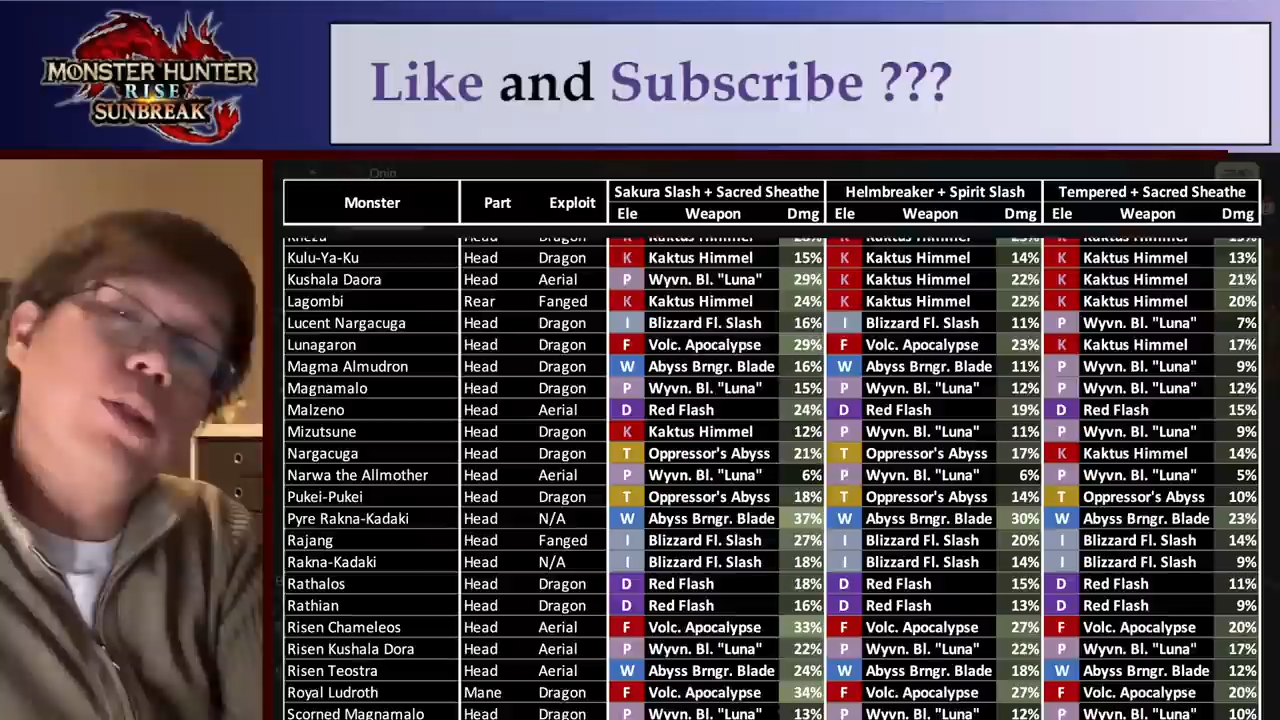 MONSTER HUNTER
RISE
SUNBREAK
Like and Subscribe ???
Monster Part Exploit Sakura Slash + Sacred Sheathe Helmbreaker + Spirit Slash Tempered + Sacred Sheathe
Ele Weapon Dmg Ele Weapon Dmg Ele Weapon Dmg
Kulu-Ya-Ku Head Dragon K Kaktus Himmel 15% K Kaktus Himmel 14% K Kaktus Himmel 13%
Kushala Daora Head Aerial P Wyvn. Bl. "Luna" 29% K Kaktus Himmel 22% K Kaktus Himmel 21%
Lagombi Rear Fanged K Kaktus Himmel 24% K Kaktus Himmel 22% K Kaktus Himmel 20%
Lucent Nargacuga Head Dragon I Blizzard Fl. Slash 16% I Blizzard Fl. Slash 11% P Wyvn. Bl. "Luna" 7%
Lunagaron Head Dragon F Volc. Apocalypse 29% F Volc. Apocalypse 23% K Kaktus Himmel 17%
Magma Almudron Head Dragon W Abyss Brngr. Blade 16% W Abyss Brngr. Blade 11% P Wyvn. Bl. "Luna" 9%
Magnamalo Head Dragon P Wyvn. Bl. "Luna" 15% P Wyvn. Bl. "Luna" 12% P Wyvn. Bl. "Luna" 12%
Malzeno Head Aerial D Red Flash 24% D Red Flash 19% D Red Flash 15%
Mizutsune Head Dragon K Kaktus Himmel 12% P Wyvn. Bl. "Luna" 11% P Wyvn. Bl. "Luna" 9%
Nargacuga Head Dragon T Oppressor's Abyss 21% T Oppressor's Abyss 17% K Kaktus Himmel 14%
Narwa the Allmother Head Aerial P Wyvn. Bl. "Luna" 6% P Wyvn. Bl. "Luna" 6% P Wyvn. Bl. "Luna" 5%
Pukei-Pukei Head Dragon T Oppressor's Abyss 18% T Oppressor's Abyss 14% T Oppressor's Abyss 10%
Pyre Rakna-Kadaki Head N/A W Abyss Brngr. Blade 37% W Abyss Brngr. Blade 30% W Abyss Brngr. Blade 23%
Rajang Head Fanged I Blizzard Fl. Slash 27% I Blizzard Fl. Slash 20% I Blizzard Fl. Slash 14%
Rakna-Kadaki Head N/A I Blizzard Fl. Slash 18% I Blizzard Fl. Slash 14% I Blizzard Fl. Slash 9%
Rathalos Head Dragon D Red Flash 18% D Red Flash 15% D Red Flash 11%
Rathian Head Dragon D Red Flash 16% D Red Flash 13% D Red Flash 9%
Risen Chameleos Head Aerial F Volc. Apocalypse 33% F Volc. Apocalypse 27% F Volc. Apocalypse 20%
Risen Kushala Dora Head Aerial P Wyvn. Bl. "Luna" 22% P Wyvn. Bl. "Luna" 22% P Wyvn. Bl. "Luna" 17%
Risen Teostra Head Aerial W Abyss Brngr. Blade 24% W Abyss Brngr. Blade 18% W Abyss Brngr. Blade 12%
Royal Ludroth Mane Dragon F Volc. Apocalypse 34% F Volc. Apocalypse 27% F Volc. Apocalypse 20%
Scorned Magnamalo Head Dragon P Wyvn. Bl. "Luna" 13% P Wyvn. Bl. "Luna" 12% P Wyvn. Bl. "Luna" 10%